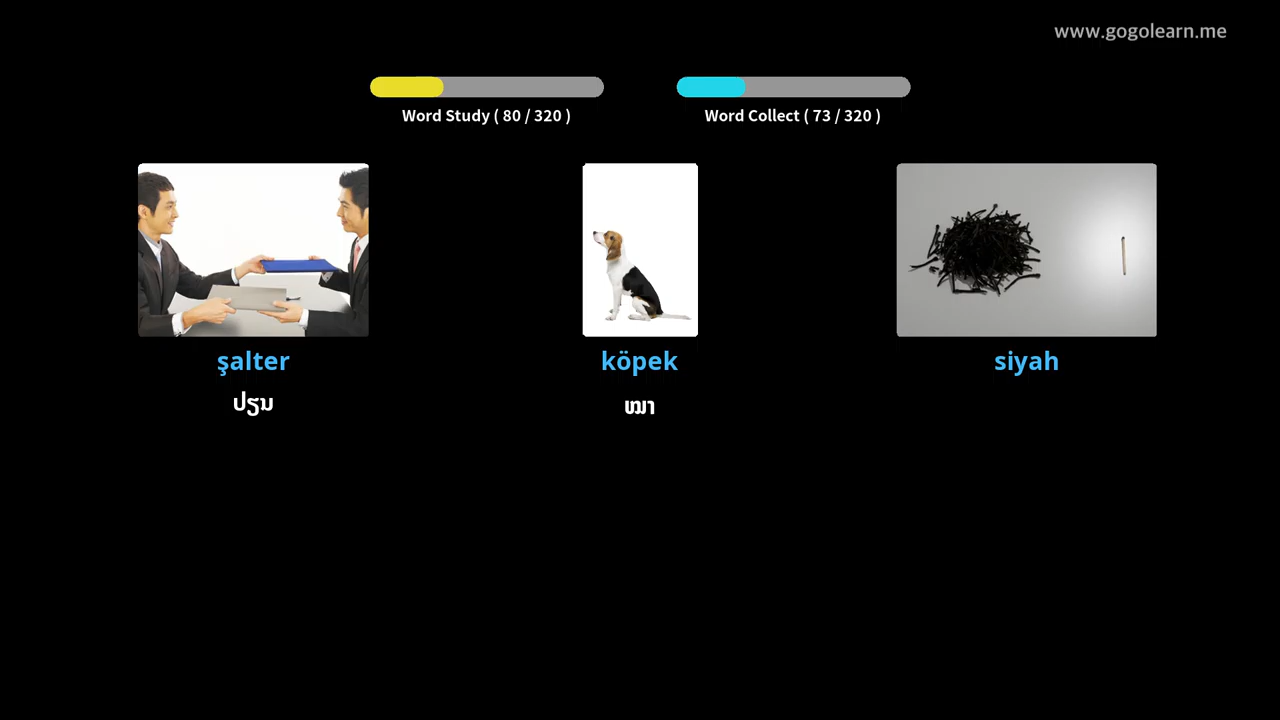 www.gogolearn.me
Word Study ( 80 / 320 )
Word Collect ( 73 / 320 )
şalter
köpek
siyah
ປ່ຽນ
ໝາ